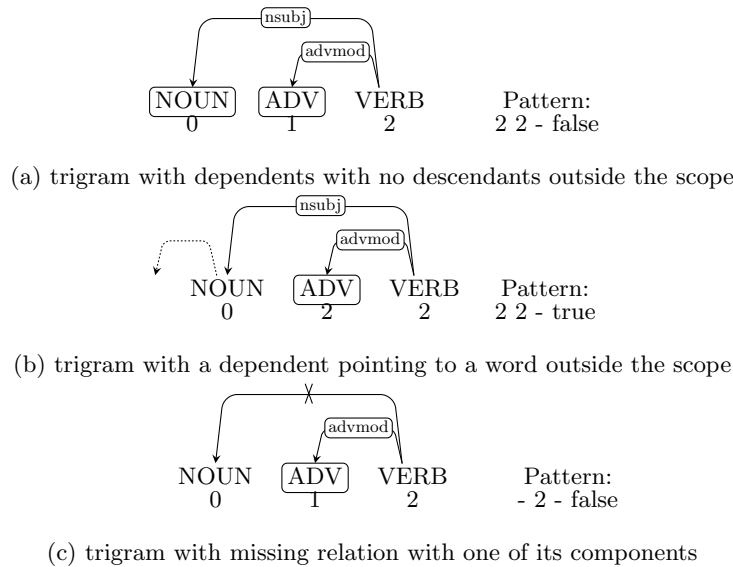 nsubj
advmod
NOUN ADV VERB Pattern:
0 1 2 2 2 - false
(a) trigram with dependents with no descendants outside the scope
nsubj
advmod
NOUN ADV VERB Pattern:
0 2 2 2 2 - true
(b) trigram with a dependent pointing to a word outside the scope
advmod
NOUN ADV VERB Pattern:
0 1 2 - 2 - false
(c) trigram with missing relation with one of its components